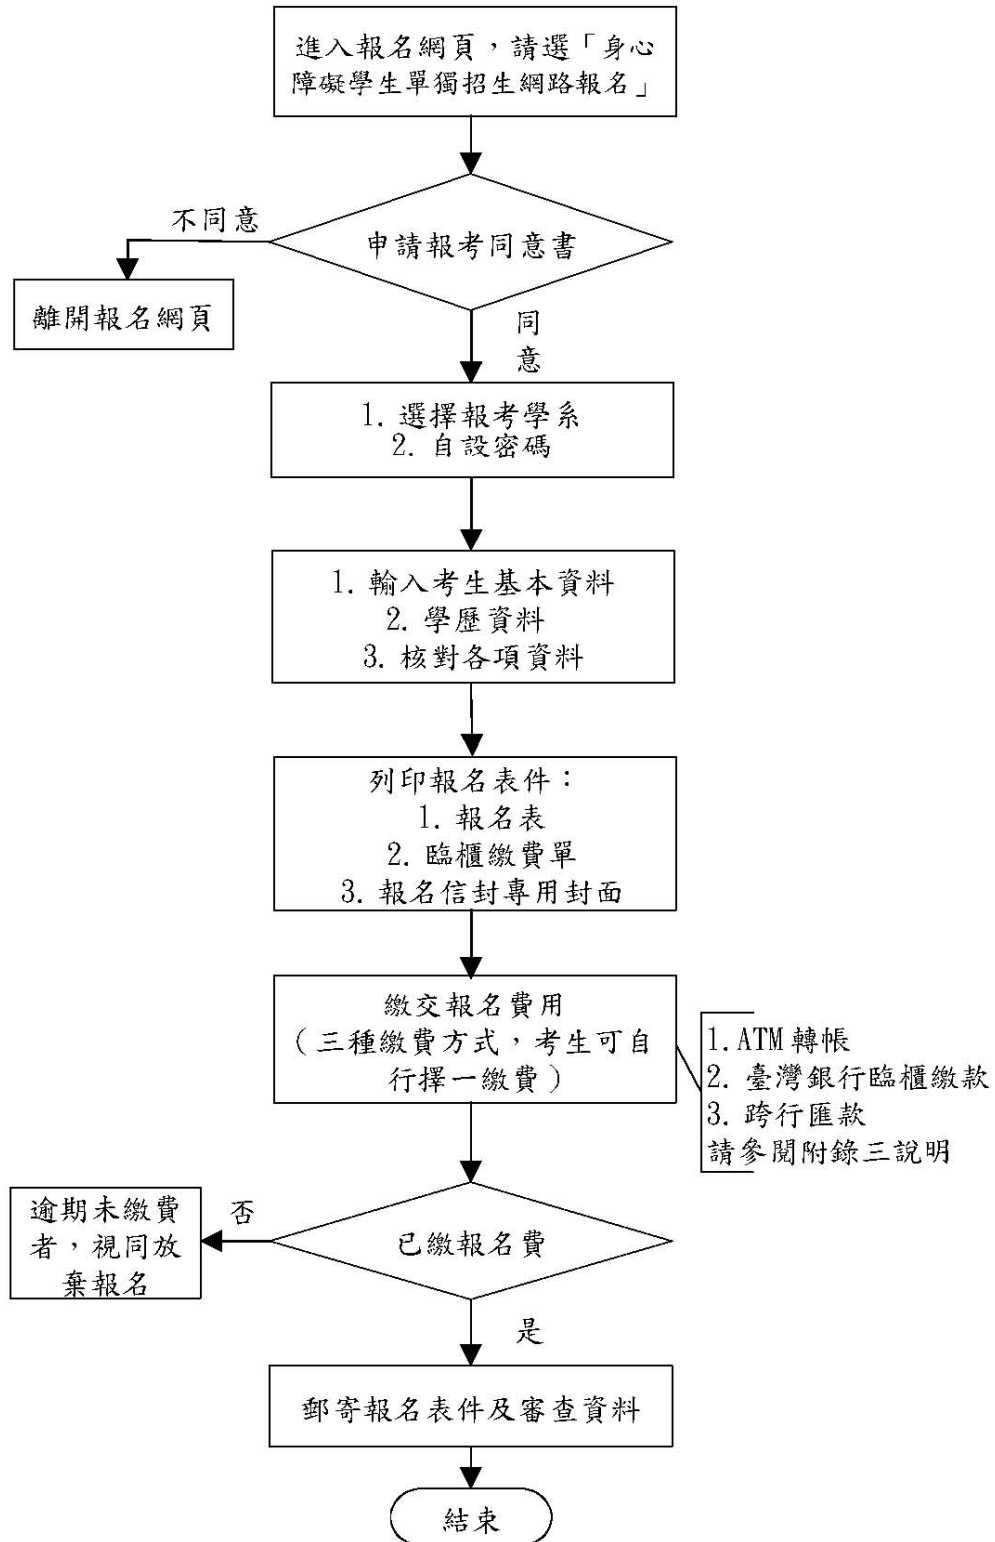 進入報名網頁，請選「身心
障礙學生單獨招生網路報名」
申請報考同意書
不同意
離開報名網頁
同
意
1. 選擇報考學系
2. 自設密碼
1. 輸入考生基本資料
2. 學歷資料
3. 核對各項資料
列印報名表件：
1. 報名表
2. 臨櫃繳費單
3. 報名信封專用封面
繳交報名費用
（三種繳費方式，考生可自
行擇一繳費）
1. ATM 轉帳
2. 臺灣銀行臨櫃繳款
3. 跨行匯款
請參閱附錄三說明
已繳報名費
否
逾期未繳費
者，視同放
棄報名
是
郵寄報名表件及審查資料
結束